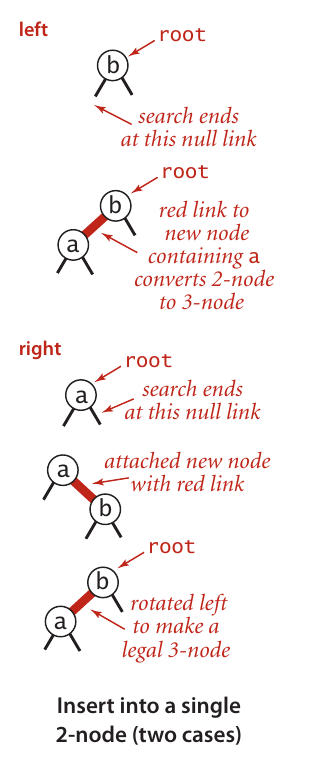 left
root
b
search ends
at this null link
root
b
red link to
new node
a
containing a
converts 2-node
to 3-node
right
root
a
search ends
at this null link
a
attached new node
with red link
b
root
b
rotated left
a
to make a
legal 3-node
Insert into a single
2-node (two cases)